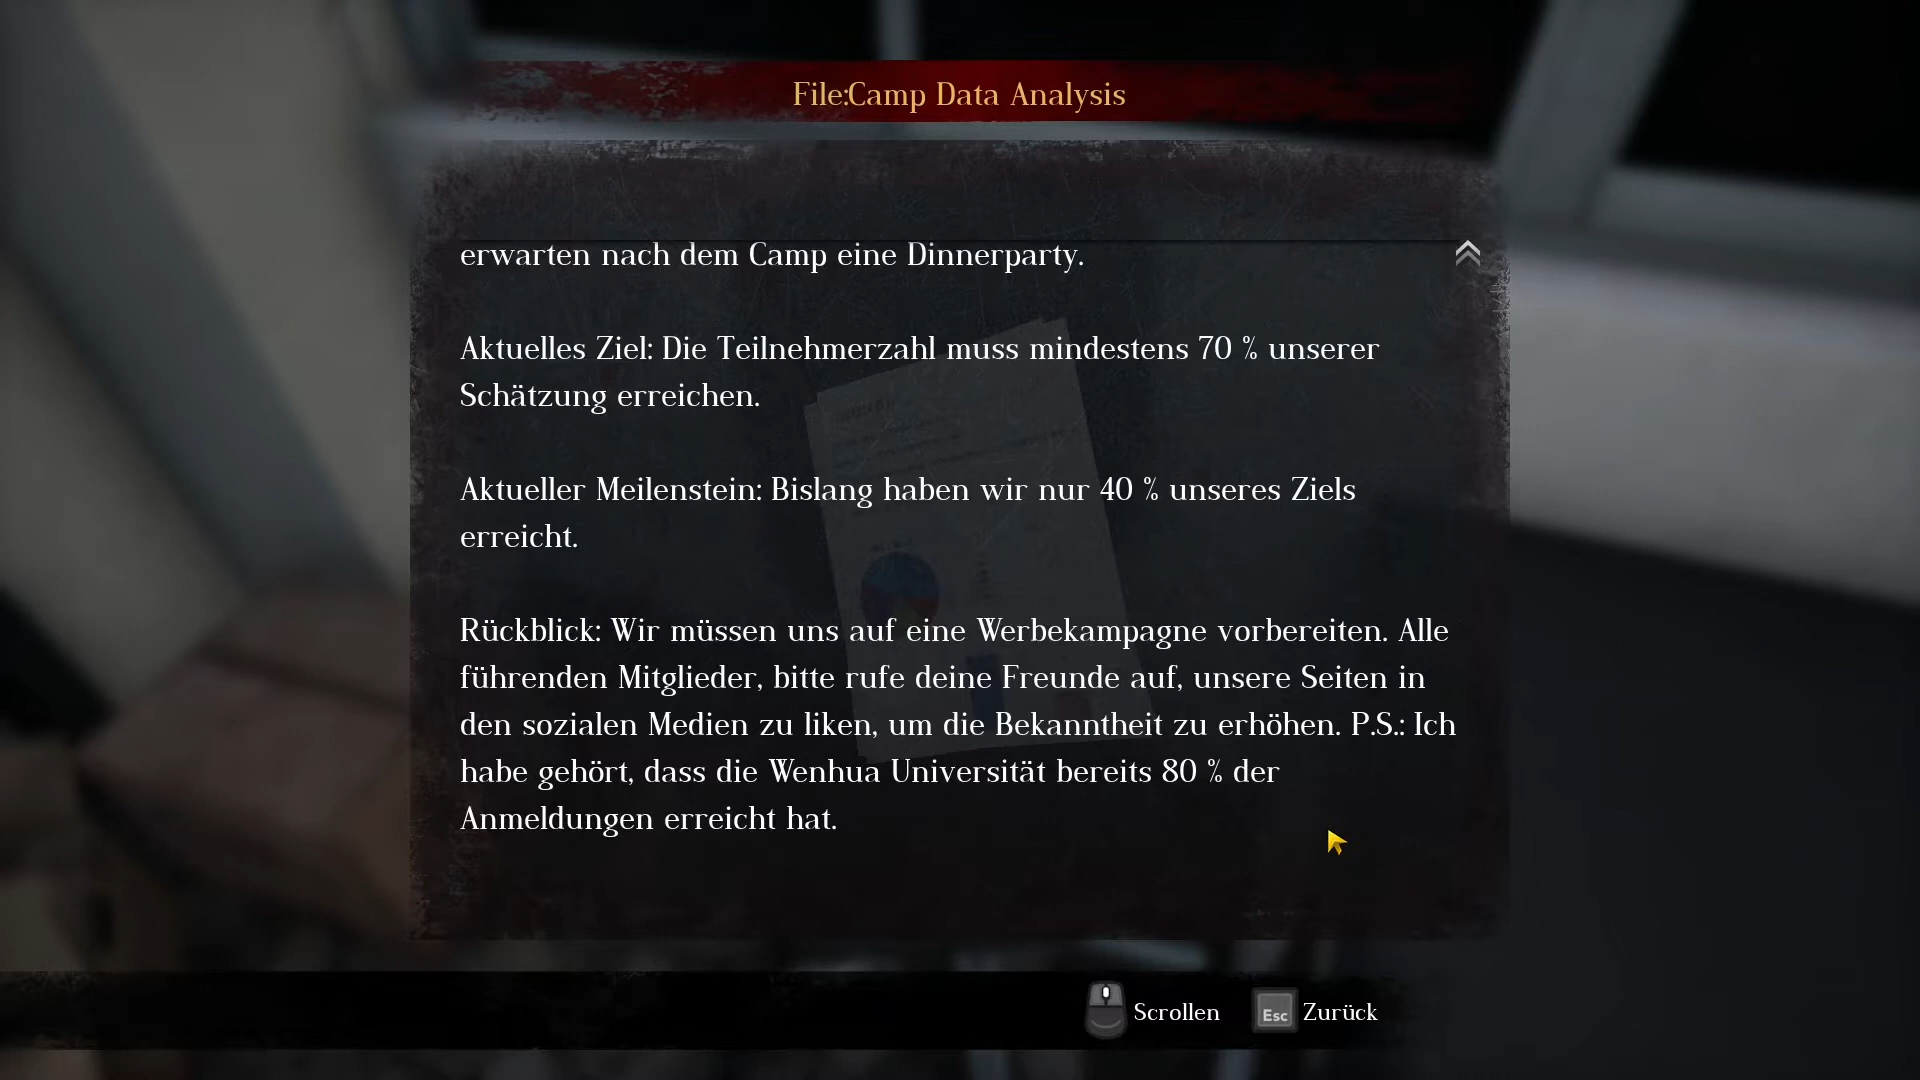 File:Camp Data Analysis
erwarten nach dem Camp eine Dinnerparty.
Aktuelles Ziel: Die Teilnehmerzahl muss mindestens 70 % unserer
Schätzung erreichen.
Aktueller Meilenstein: Bislang haben wir nur 40 % unseres Ziels
erreicht.
Rückblick: Wir müssen uns auf eine Werbekampagne vorbereiten. Alle
führenden Mitglieder, bitte rufe deine Freunde auf, unsere Seiten in
den sozialen Medien zu liken, um die Bekanntheit zu erhöhen. P.S.: Ich
habe gehört, dass die Wenhua Universität bereits 80 % der
Anmeldungen erreicht hat.
Scrollen
Esc Zurück